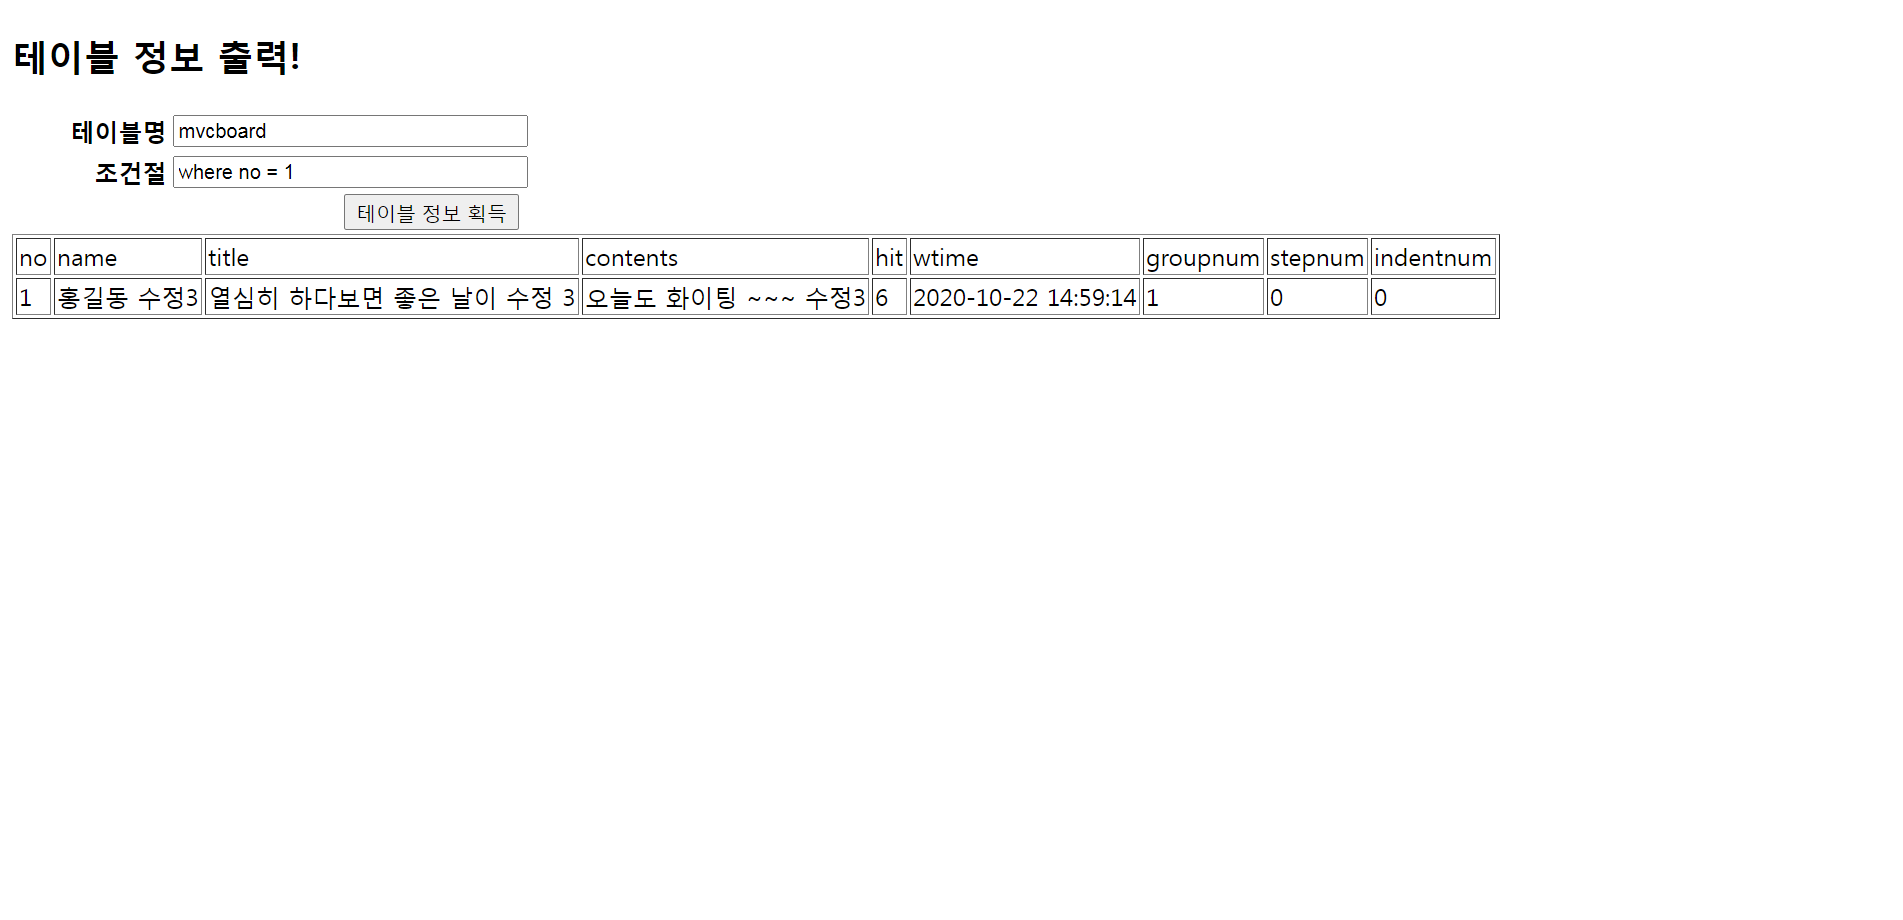 테이블 정보 출력!
테이블명 mvcboard
조건절 where no = 1
테이블 정보 획득
no name title contents hit wtime groupnum stepnum indentnum
1 홍길동 수정3 열심히 하다보면 좋은 날이 수정 3 오늘도 화이팅 ~~~ 수정3 6 2020-10-22 14:59:14 1 0 0